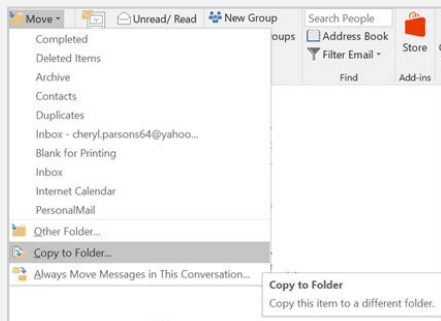 Move
Unread/ Read
New Group
Search People
Completed
ups
Address Book
Deleted Items
Filter Email
Store
Archive
Find
Add-ins
Contacts
Duplicates
Inbox - cheryl.parsons64@yahoo...
Blank for Printing
Inbox
Internet Calendar
PersonalMail
Other Folder...
Copy to Folder...
Always Move Messages in This Conversation...
Copy to Folder
Copy this item to a different folder.